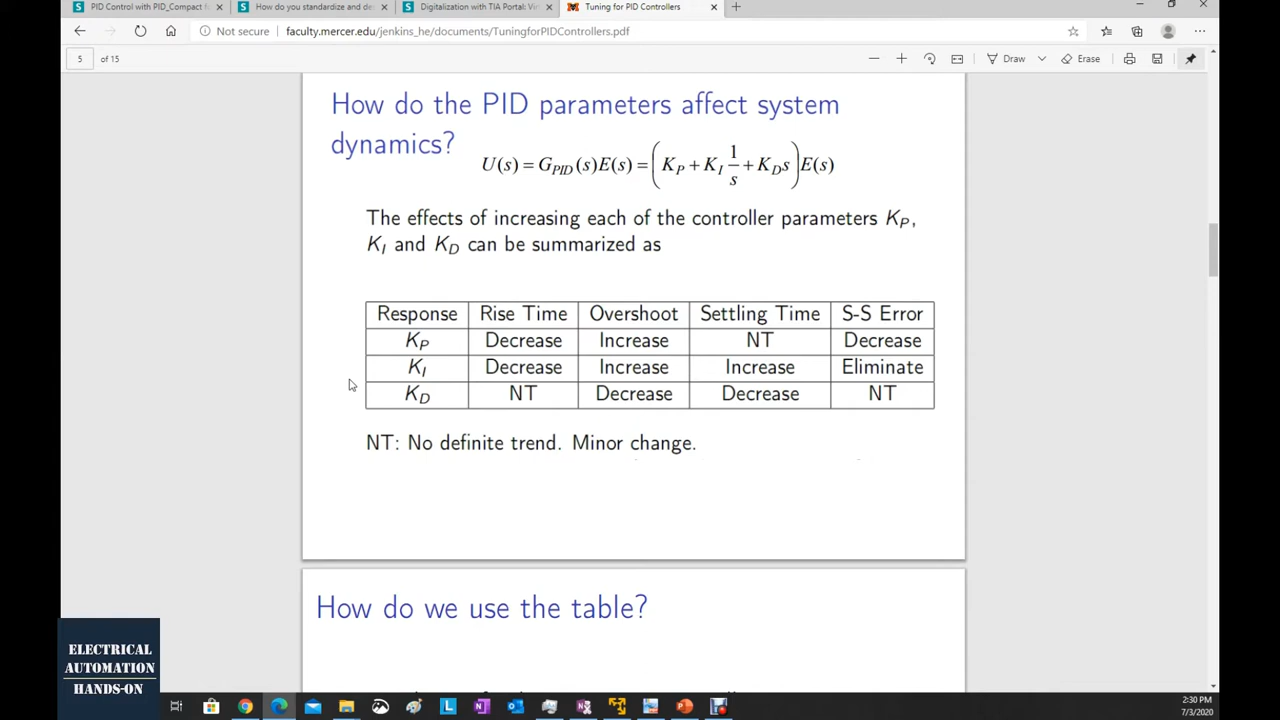 PID Control with PID_Compact f
How do you standardize and de
Digitalization with TIA Portal: Vi
Tuning for PID Controllers
Not secure
faculty.mercer.edu/jenkins_he/documents/TuningforPIDControllers.pdf
5 of 15
Draw
Erase
How do the PID parameters affect system
dynamics?
U(s) = G_PID(s)E(s) = (K_P + K_I 1/s + K_D s)E(s)
The effects of increasing each of the controller parameters K_P,
K_I and K_D can be summarized as
Response Rise Time Overshoot Settling Time S-S Error
K_P Decrease Increase NT Decrease
K_I Decrease Increase Increase Eliminate
K_D NT Decrease Decrease NT
NT: No definite trend. Minor change.
How do we use the table?
ELECTRICAL
AUTOMATION
HANDS-ON
2:30 PM
7/3/2020